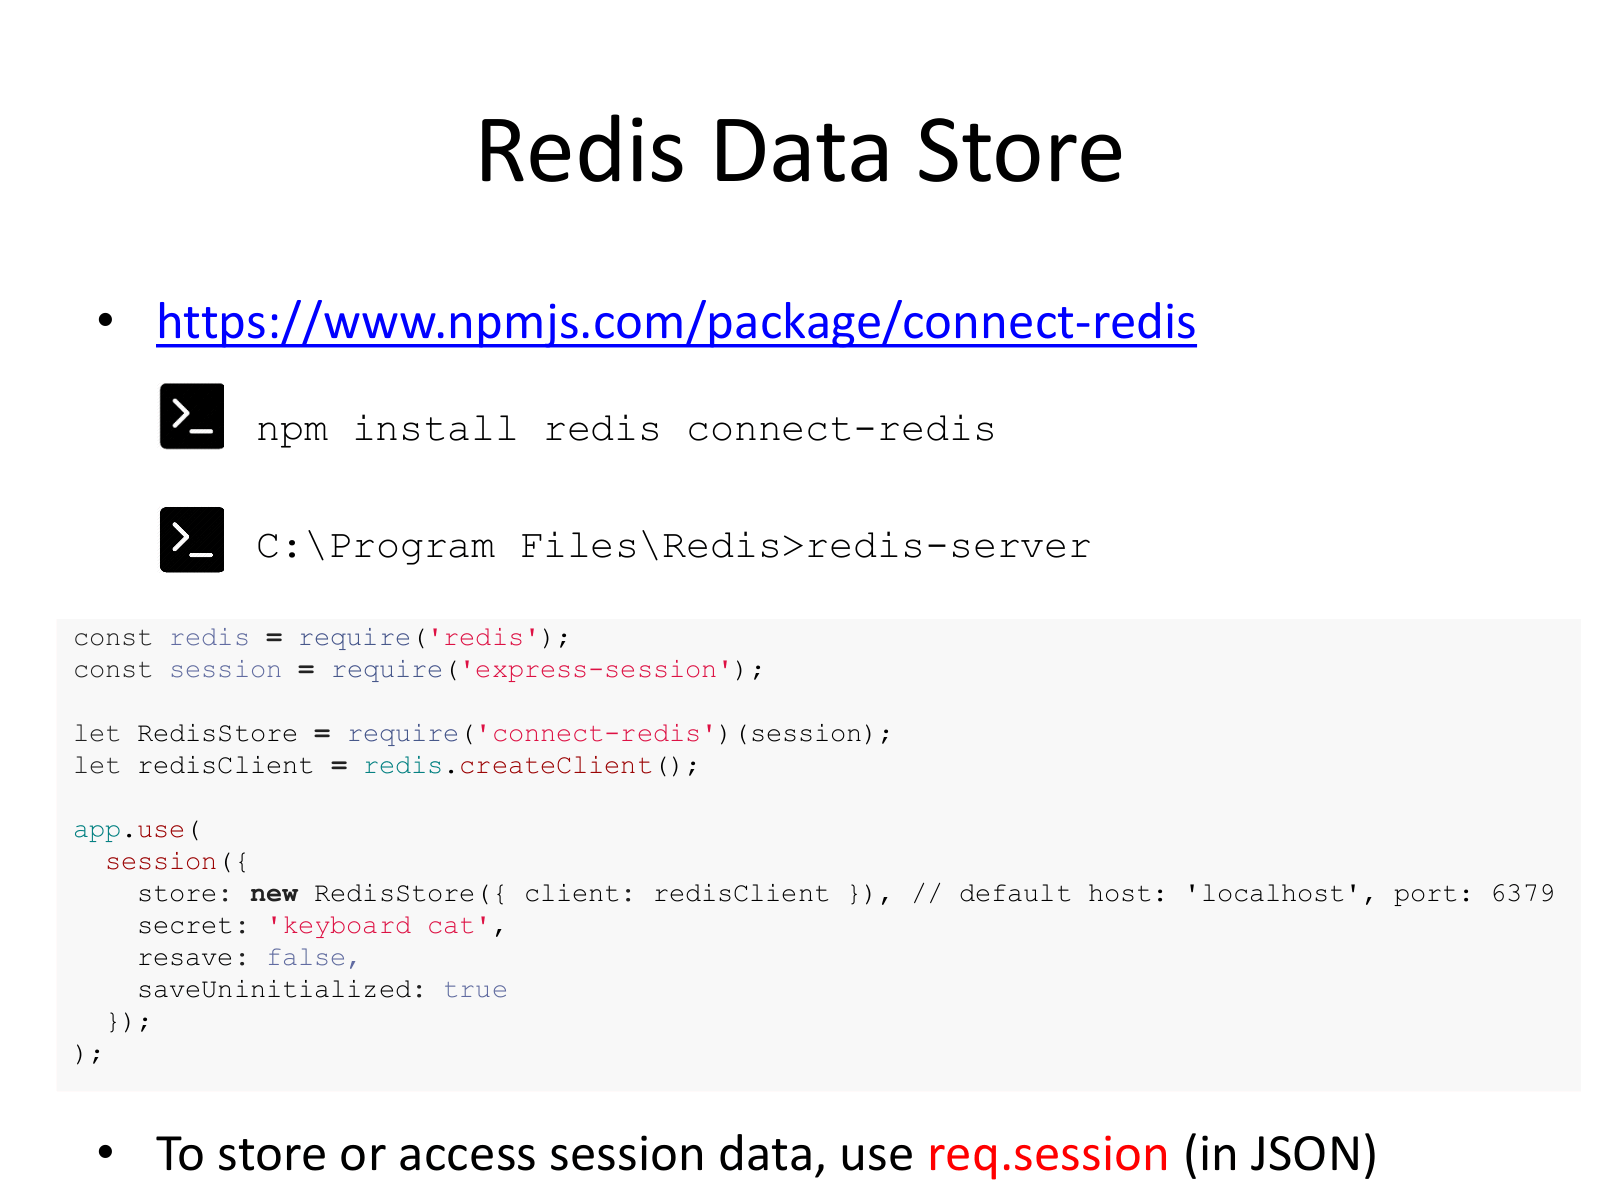 Redis Data Store
• https://www.npmjs.com/package/connect-redis
>_ npm install redis connect-redis
>_ C:\Program Files\Redis>redis-server
const redis = require('redis');
const session = require('express-session');
let RedisStore = require('connect-redis')(session);
let redisClient = redis.createClient();
app.use(
  session({
    store: new RedisStore({ client: redisClient }), // default host: 'localhost', port: 6379
    secret: 'keyboard cat',
    resave: false,
    saveUninitialized: true
  });
);
• To store or access session data, use req.session (in JSON)